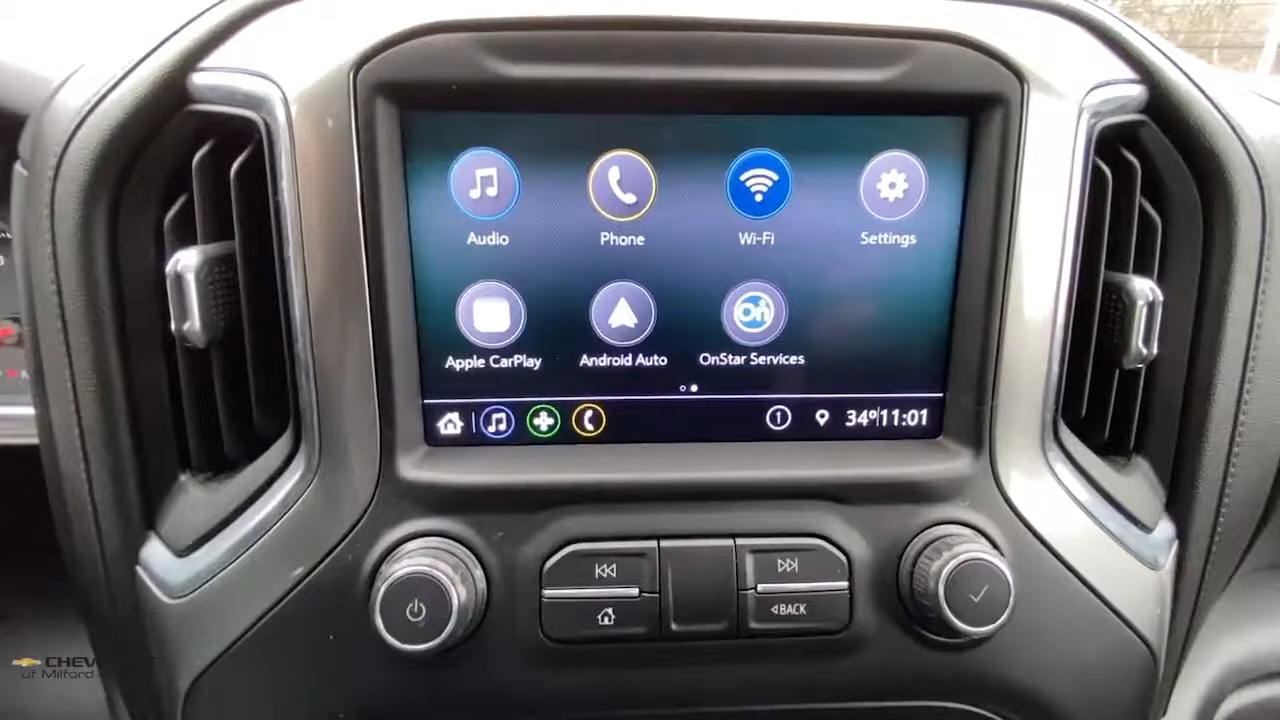 Audio
Phone
Wi-Fi
Settings
Apple CarPlay
Android Auto
OnStar Services
On
1
34°
11:01
BACK
CHEV
of Milford